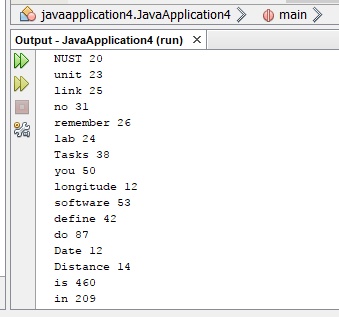 javaapplication4.JavaApplication4 main
Output - JavaApplication4 (run)
NUST 20
unit 23
link 25
no 31
remember 26
lab 24
Tasks 38
you 50
longitude 12
software 53
define 42
do 87
Date 12
Distance 14
is 460
in 209